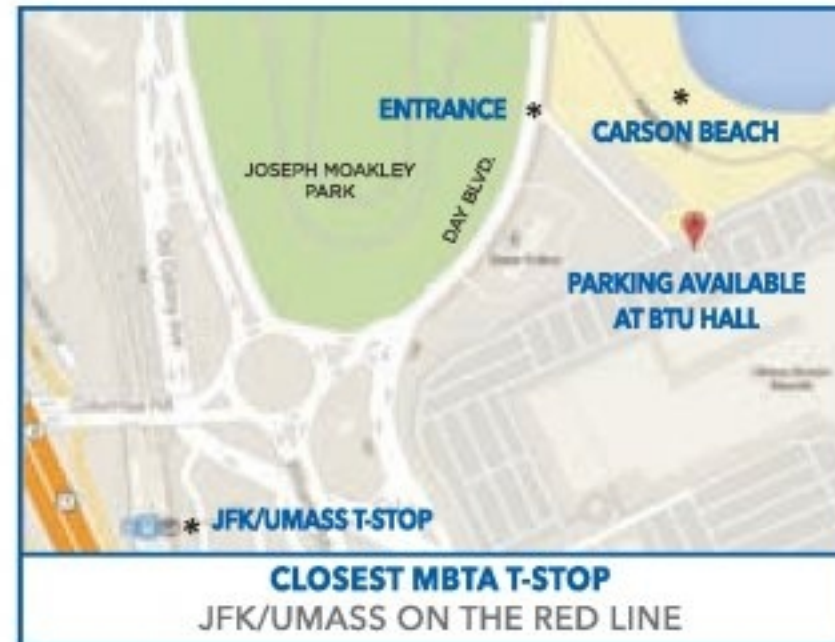 ENTRANCE
CARSON BEACH
JOSEPH MOAKLEY
PARK
DAY BLVD.
PARKING AVAILABLE
AT BTU HALL
JFK/UMASS T-STOP
CLOSEST MBTA T-STOP
JFK/UMASS ON THE RED LINE